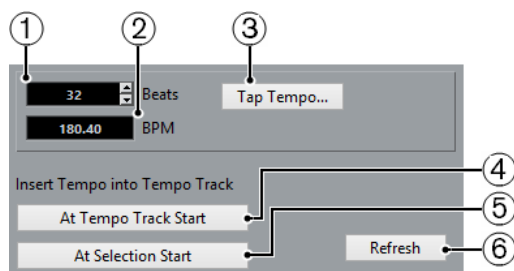 1 2 3
32 Beats Tap Tempo...
180.40 BPM
Insert Tempo into Tempo Track
4
At Tempo Track Start
5
At Selection Start Refresh 6